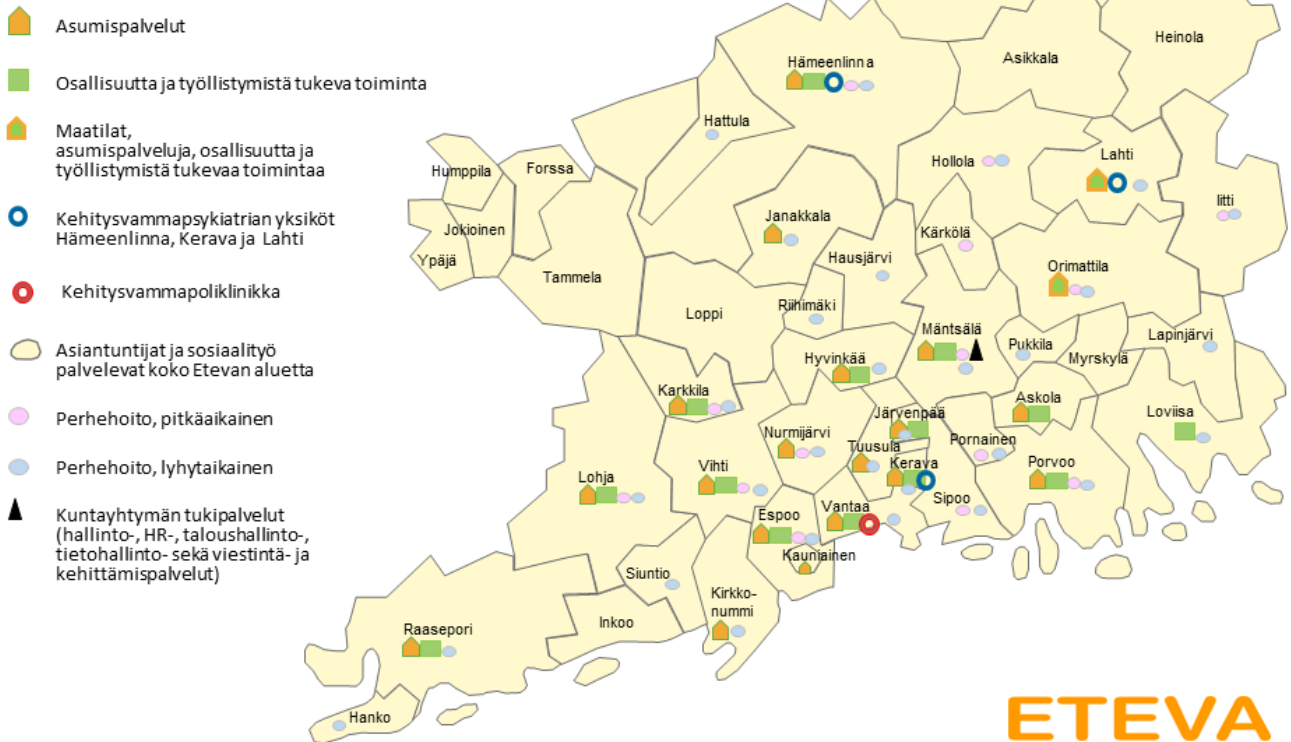 Asumispalvelut
Osallisuutta ja työllistymistä tukeva toiminta
Maatilat,
asumispalveluja, osallisuutta ja
työllistymistä tukevaa toimintaa
Kehitysvammapsykiatrian yksiköt
Hämeenlinna, Kerava ja Lahti
Kehitysvammapoliklinikka
Asiantuntijat ja sosiaalityö
palvelevat koko Etevan aluetta
Perhehoito, pitkäaikainen
Perhehoito, lyhytaikainen
Kuntayhtymän tukipalvelut
(hallinto-, HR-, taloushallinto-,
tietohallinto- sekä viestintä- ja
kehittämispalvelut)
Heinola
Asikkala
Hämeenlinna
Hattula
Hollola
Lahti
Humppila
Forssa
Iitti
Janakkala
Kärkölä
Jokioinen
Ypäjä
Hausjärvi
Orimattila
Tammela
Riihimäki
Loppi
Mäntsälä
Pukkila
Lapinjärvi
Hyvinkää
Myrskylä
Karkkila
Askola
Järvenpää
Loviisa
Nurmijärvi
Tuusula
Pornainen
Kerava
Porvoo
Vihti
Lohja
Sipoo
Vantaa
Espoo
Kauniainen
Siuntio
Kirkko-
nummi
Inkoo
Raasepori
Hanko
ETEVA